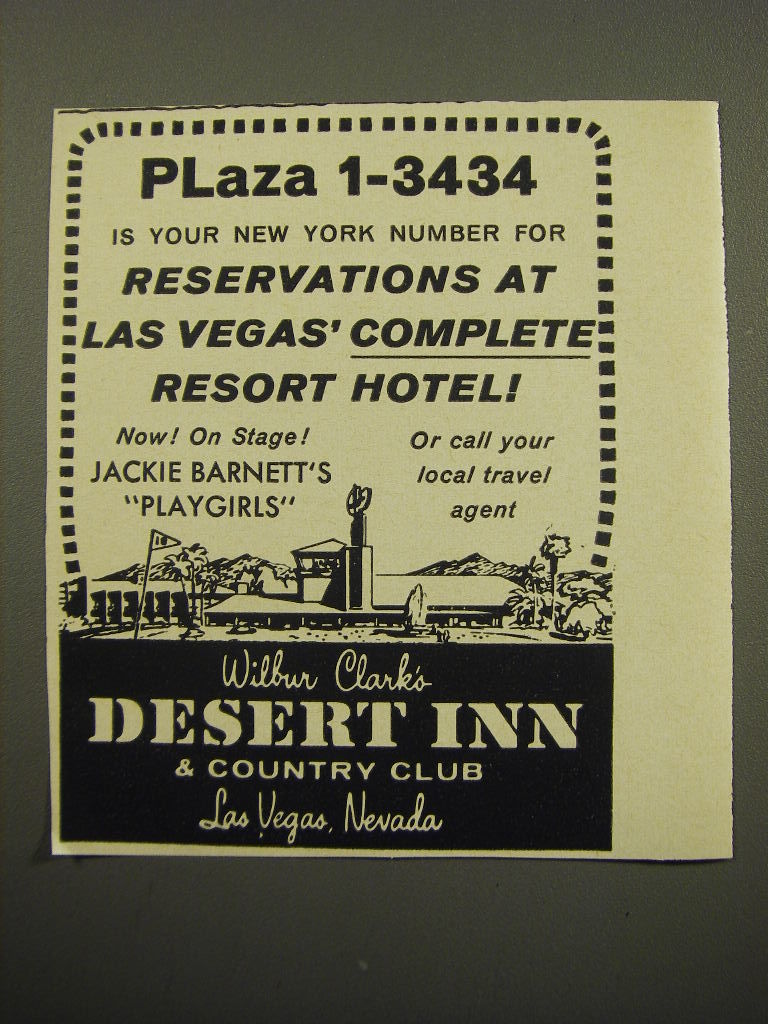 PLaza 1-3434
IS YOUR NEW YORK NUMBER FOR
RESERVATIONS AT
LAS VEGAS' COMPLETE
RESORT HOTEL!
Now! On Stage!
JACKIE BARNETT'S
"PLAYGIRLS"
Or call your
local travel
agent
Wilbur Clark's
DESERT INN
& COUNTRY CLUB
Las Vegas, Nevada